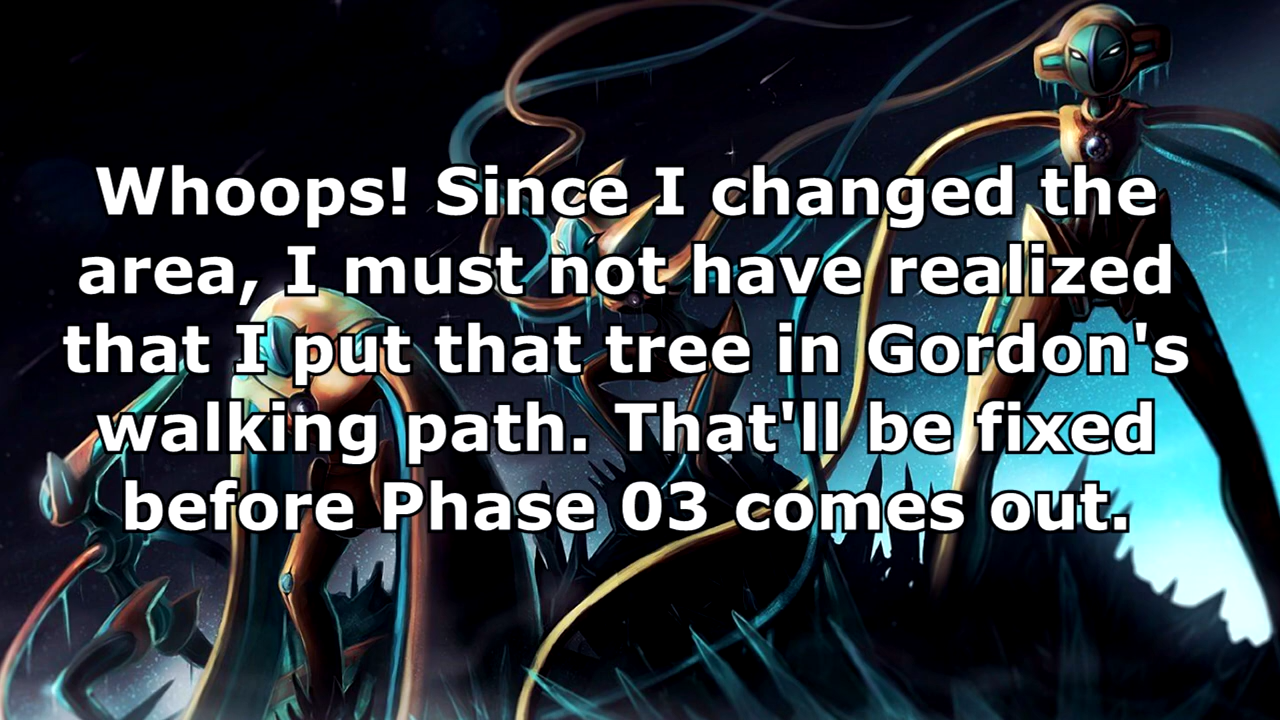 Whoops! Since I changed the
area, I must not have realized
that I put that tree in Gordon's
walking path. That'll be fixed
before Phase 03 comes out.